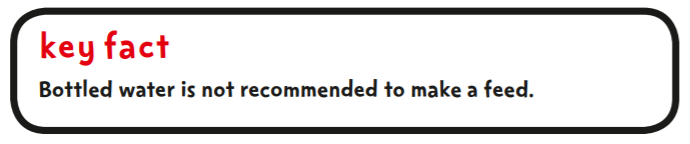 key fact
Bottled water is not recommended to make a feed.